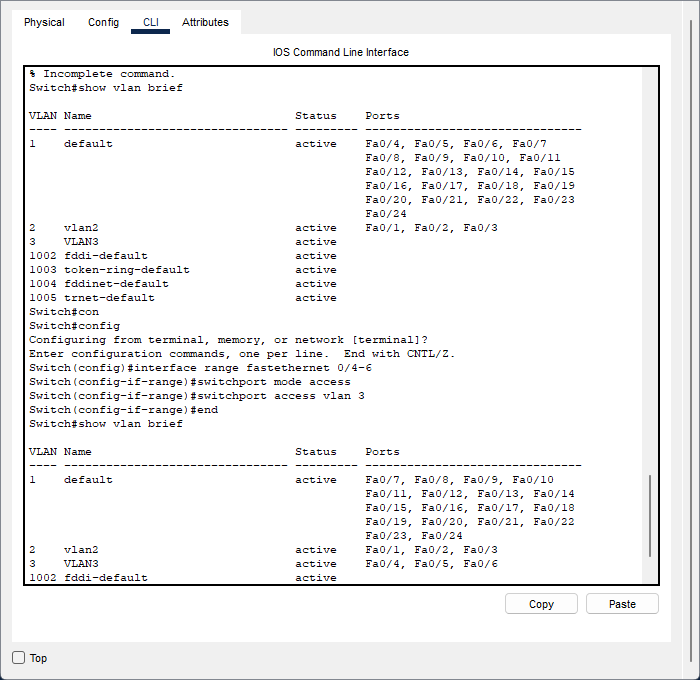 Physical Config CLI Attributes
IOS Command Line Interface
% Incomplete command.
Switch#show vlan brief
VLAN Name                             Status    Ports
---- -------------------------------- --------- -------------------------------
1    default                          active    Fa0/4, Fa0/5, Fa0/6, Fa0/7
                                                Fa0/8, Fa0/9, Fa0/10, Fa0/11
                                                Fa0/12, Fa0/13, Fa0/14, Fa0/15
                                                Fa0/16, Fa0/17, Fa0/18, Fa0/19
                                                Fa0/20, Fa0/21, Fa0/22, Fa0/23
                                                Fa0/24
2    vlan2                            active    Fa0/1, Fa0/2, Fa0/3
3    VLAN3                            active
1002 fddi-default                     active
1003 token-ring-default               active
1004 fddinet-default                  active
1005 trnet-default                    active
Switch#con
Switch#config
Configuring from terminal, memory, or network [terminal]?
Enter configuration commands, one per line.  End with CNTL/Z.
Switch(config)#interface range fastethernet 0/4-6
Switch(config-if-range)#switchport mode access
Switch(config-if-range)#switchport access vlan 3
Switch(config-if-range)#end
Switch#show vlan brief
VLAN Name                             Status    Ports
---- -------------------------------- --------- -------------------------------
1    default                          active    Fa0/7, Fa0/8, Fa0/9, Fa0/10
                                                Fa0/11, Fa0/12, Fa0/13, Fa0/14
                                                Fa0/15, Fa0/16, Fa0/17, Fa0/18
                                                Fa0/19, Fa0/20, Fa0/21, Fa0/22
                                                Fa0/23, Fa0/24
2    vlan2                            active    Fa0/1, Fa0/2, Fa0/3
3    VLAN3                            active    Fa0/4, Fa0/5, Fa0/6
1002 fddi-default                     active
Copy Paste
Top